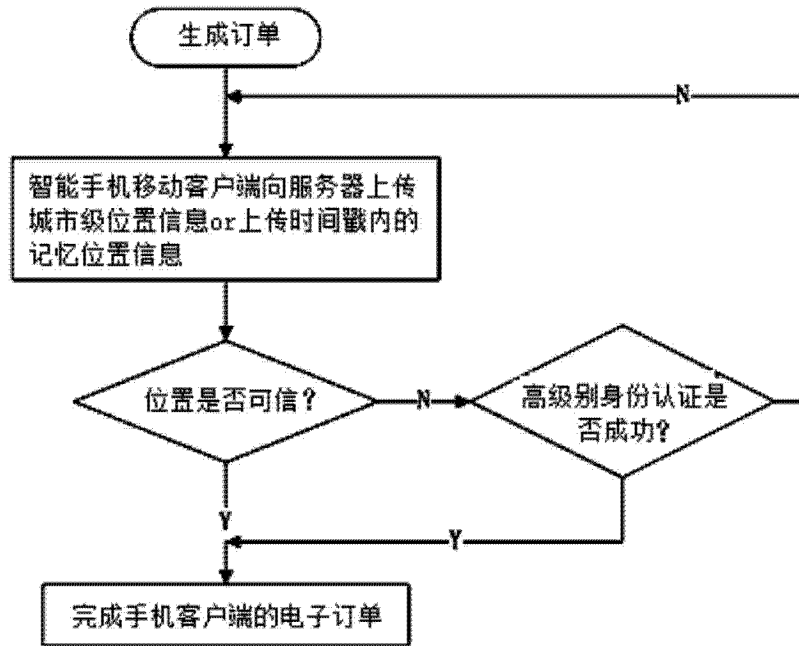 生成订单
N
智能手机移动客户端向服务器上传
城市级位置信息or上传时间戳内的
记忆位置信息
位置是否可信？
N
高级别身份认证是
否成功？
Y
Y
完成手机客户端的电子订单